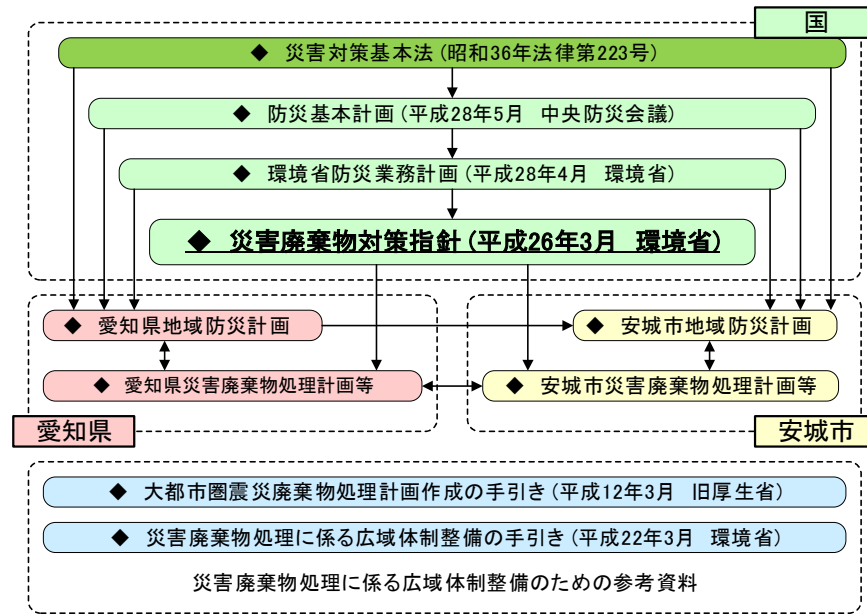 国
◆ 災害対策基本法(昭和36年法律第223号)
◆ 防災基本計画(平成28年5月 中央防災会議)
◆ 環境省防災業務計画(平成28年4月 環境省)
◆ 災害廃棄物対策指針(平成26年3月 環境省)
◆ 愛知県地域防災計画
◆ 安城市地域防災計画
◆ 愛知県災害廃棄物処理計画等
◆ 安城市災害廃棄物処理計画等
愛知県
安城市
◆ 大都市圏震災廃棄物処理計画作成の手引き(平成12年3月 旧厚生省)
◆ 災害廃棄物処理に係る広域体制整備の手引き(平成22年3月 環境省)
災害廃棄物処理に係る広域体制整備のための参考資料